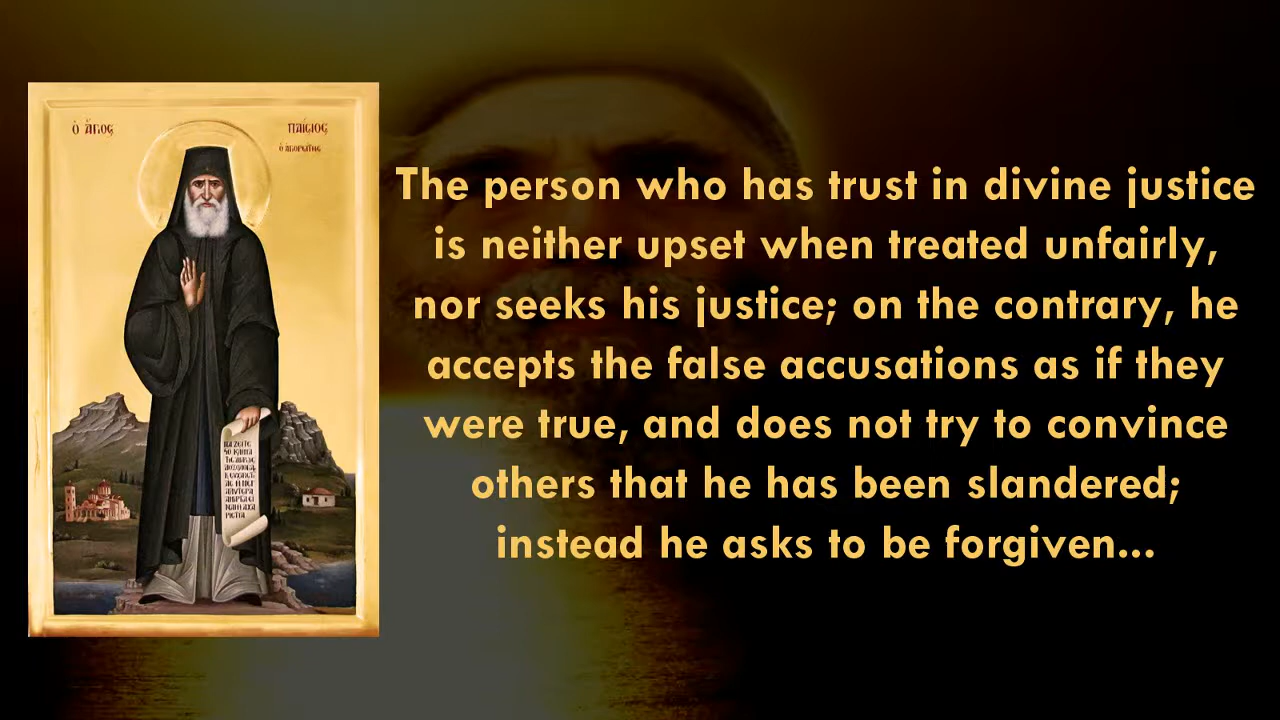 Ὁ ἍΓΙΟΣ ΠΑΪΣΙΟΣ
Ὁ ἉΓΙΟΡΕΊΤΗΣ
The person who has trust in divine justice
is neither upset when treated unfairly,
nor seeks his justice; on the contrary, he
accepts the false accusations as if they
were true, and does not try to convince
others that he has been slandered;
instead he asks to be forgiven...